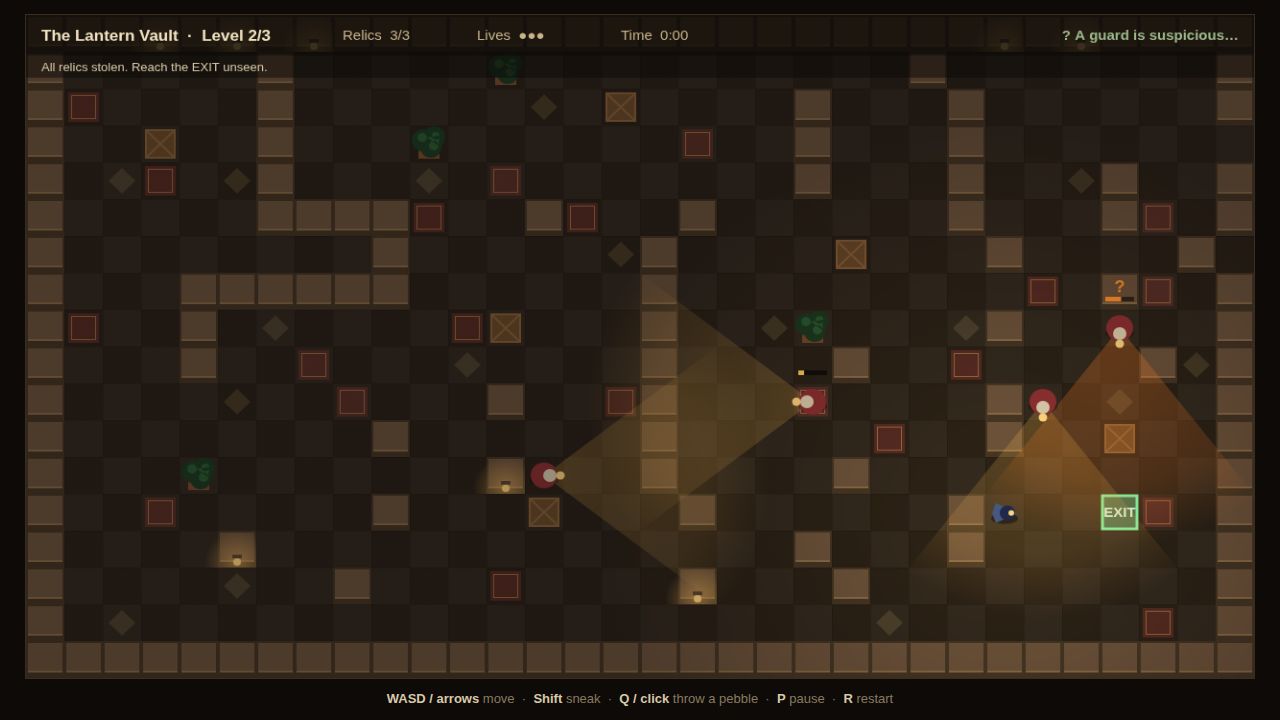 The Lantern Vault · Level 2/3 Relics 3/3 Lives ●●● Time 0:00 ? A guard is suspicious…
All relics stolen. Reach the EXIT unseen.
?
EXIT
WASD / arrows move · Shift sneak · Q / click throw a pebble · P pause · R restart